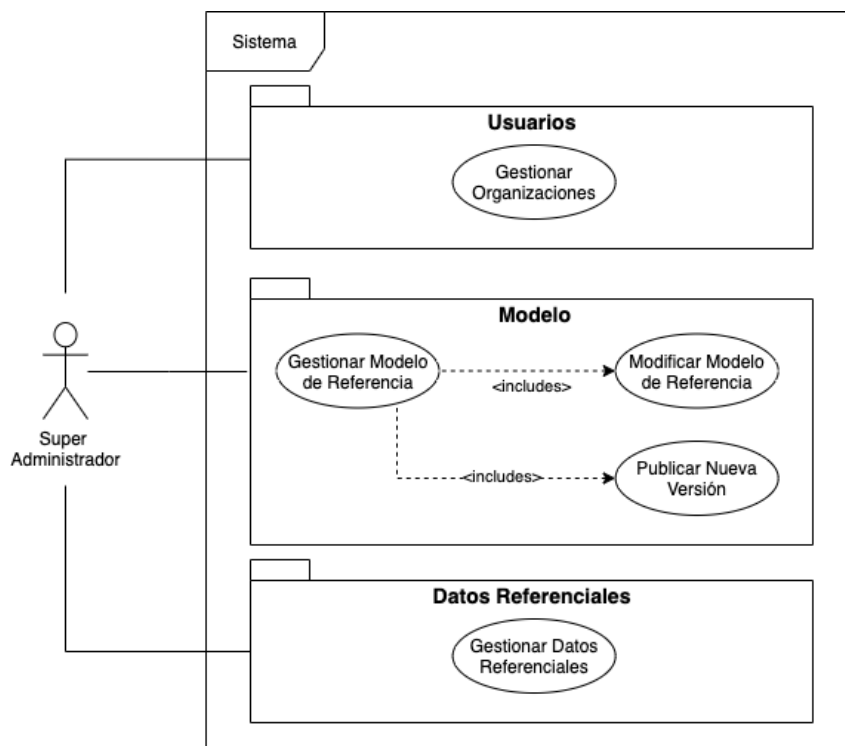 Sistema
Usuarios
Gestionar
Organizaciones
Modelo
Gestionar Modelo
de Referencia
<includes>
Modificar Modelo
de Referencia
<includes>
Publicar Nueva
Versión
Super
Administrador
Datos Referenciales
Gestionar Datos
Referenciales